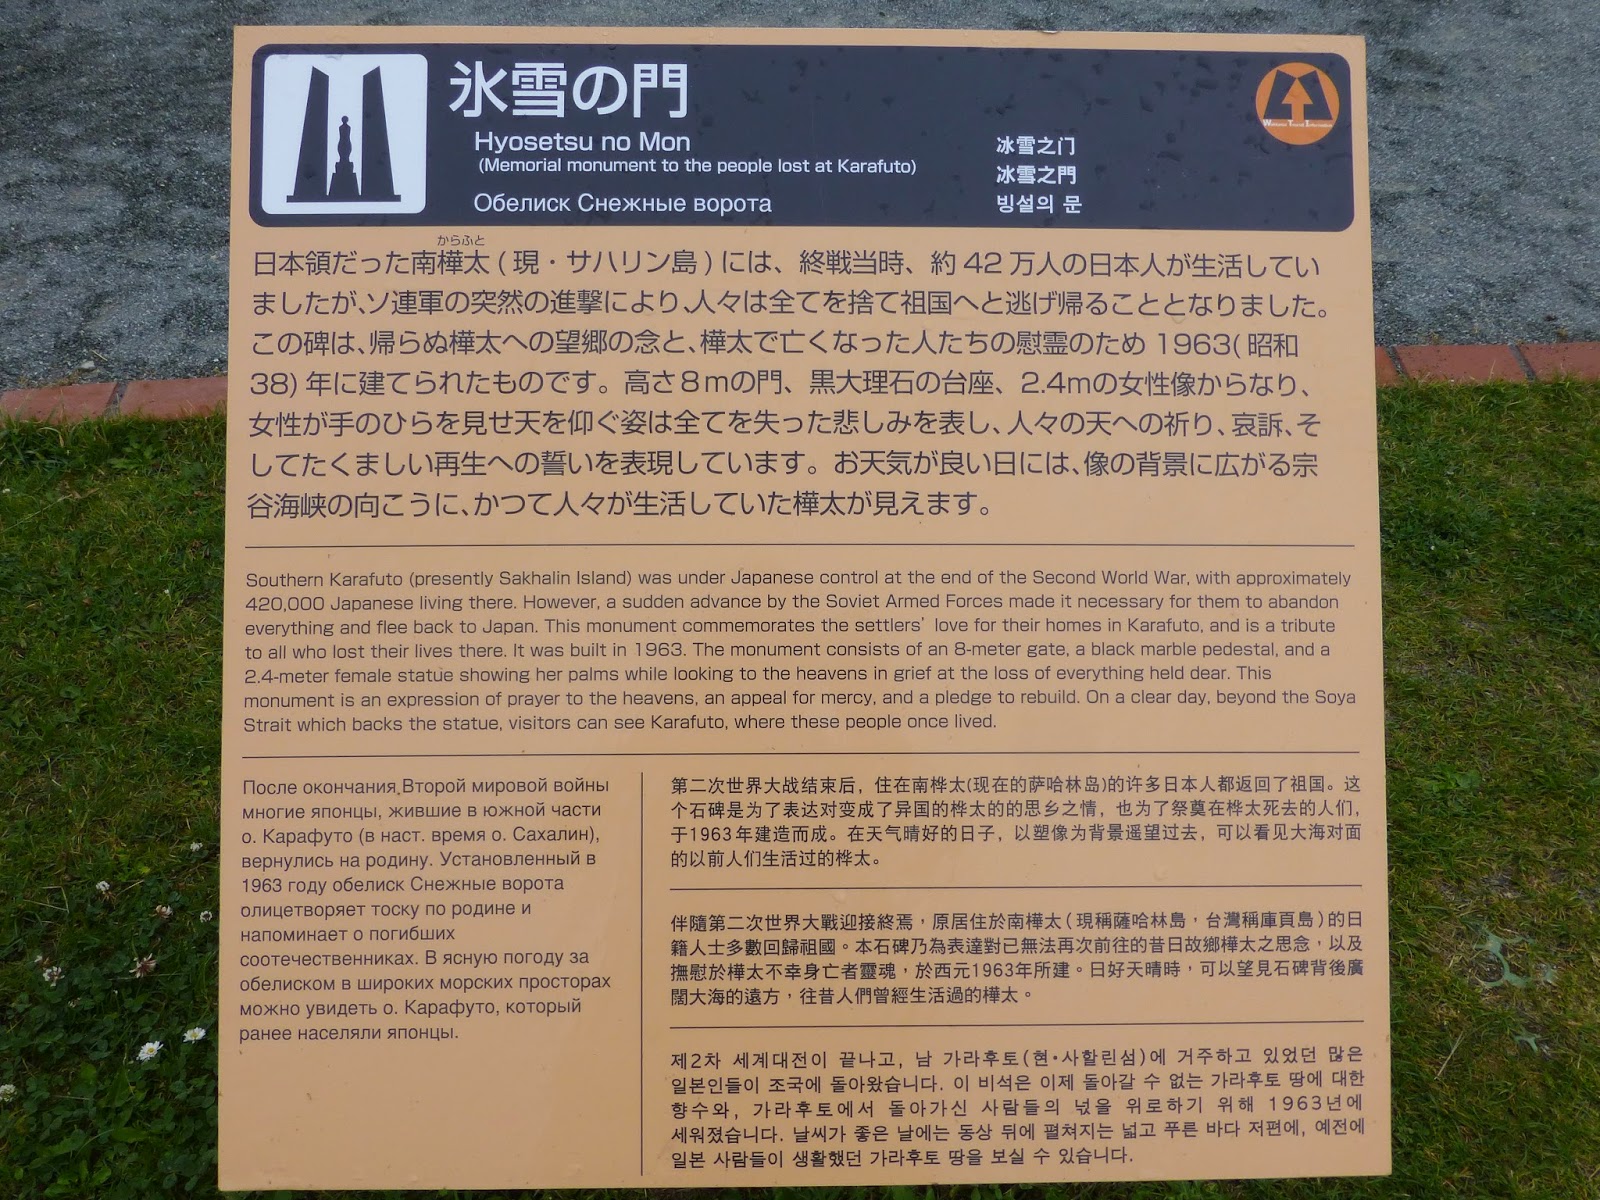 氷雪の門
Hyosetsu no Mon
(Memorial monument to the people lost at Karafuto)
Обелиск Снежные ворота
冰雪之门
冰雪之門
빙설의 문
からふと
日本領だった南樺太(現・サハリン島)には、終戦当時、約42万人の日本人が生活してい
ましたが、ソ連軍の突然の進撃により、人々は全てを捨て祖国へと逃げ帰ることとなりました。
この碑は、帰らぬ樺太への望郷の念と、樺太で亡くなった人たちの慰霊のため1963(昭和
38)年に建てられたものです。高さ8mの門、黒大理石の台座、2.4mの女性像からなり、
女性が手のひらを見せ天を仰ぐ姿は全てを失った悲しみを表し、人々の天への祈り、哀訴、そ
してたくましい再生への誓いを表現しています。お天気が良い日には、像の背景に広がる宗
谷海峡の向こうに、かつて人々が生活していた樺太が見えます。
Southern Karafuto (presently Sakhalin Island) was under Japanese control at the end of the Second World War, with approximately
420,000 Japanese living there. However, a sudden advance by the Soviet Armed Forces made it necessary for them to abandon
everything and flee back to Japan. This monument commemorates the settlers' love for their homes in Karafuto, and is a tribute
to all who lost their lives there. It was built in 1963. The monument consists of an 8-meter gate, a black marble pedestal, and a
2.4-meter female statue showing her palms while looking to the heavens in grief at the loss of everything held dear. This
monument is an expression of prayer to the heavens, an appeal for mercy, and a pledge to rebuild. On a clear day, beyond the Soya
Strait which backs the statue, visitors can see Karafuto, where these people once lived.
После окончания Второй мировой войны
многие японцы, жившие в южной части
о. Карафуто (в наст. время о. Сахалин),
вернулись на родину. Установленный в
1963 году обелиск Снежные ворота
олицетворяет тоску по родине и
напоминает о погибших
соотечественниках. В ясную погоду за
обелиском в широких морских просторах
можно увидеть о. Карафуто, который
ранее населяли японцы.
第二次世界大战结束后，住在南桦太(现在的萨哈林岛)的许多日本人都返回了祖国。这
个石碑是为了表达对变成了异国的桦太的的思乡之情，也为了祭奠在桦太死去的人们，
于1963年建造而成。在天气晴好的日子，以塑像为背景遥望过去，可以看见大海对面
的以前人们生活过的桦太。
伴隨第二次世界大戰迎接終焉，原居住於南樺太(現稱薩哈林島，台灣稱庫頁島)的日
籍人士多數回歸祖國。本石碑乃為表達對已無法再次前往的昔日故鄉樺太之思念，以及
撫慰於樺太不幸身亡者靈魂，於西元1963年所建。日好天晴時，可以望見石碑背後廣
闊大海的遠方，往昔人們曾經生活過的樺太。
제2차 세계대전이 끝나고, 남 가라후토(현•사할린섬)에 거주하고 있었던 많은
일본인들이 조국에 돌아왔습니다. 이 비석은 이제 돌아갈 수 없는 가라후토 땅에 대한
향수와, 가라후토에서 돌아가신 사람들의 넋을 위로하기 위해 1963년에
세워졌습니다. 날씨가 좋은 날에는 동상 뒤에 펼쳐지는 넓고 푸른 바다 저편에, 예전에
일본 사람들이 생활했던 가라후토 땅을 보실 수 있습니다.